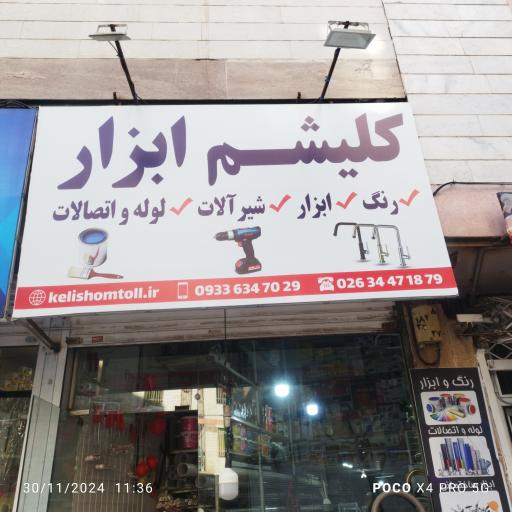 کلیشم ابزار
✓ رنگ ✓ ابزار ✓ شیرآلات ✓ لوله و اتصالات
kelishomtoll.ir 0933 634 70 29 026 34 47 18 79
رنگ و ابزار
لوله و اتصالات
30/11/2024 11:36
POCO X4 PRO 5G